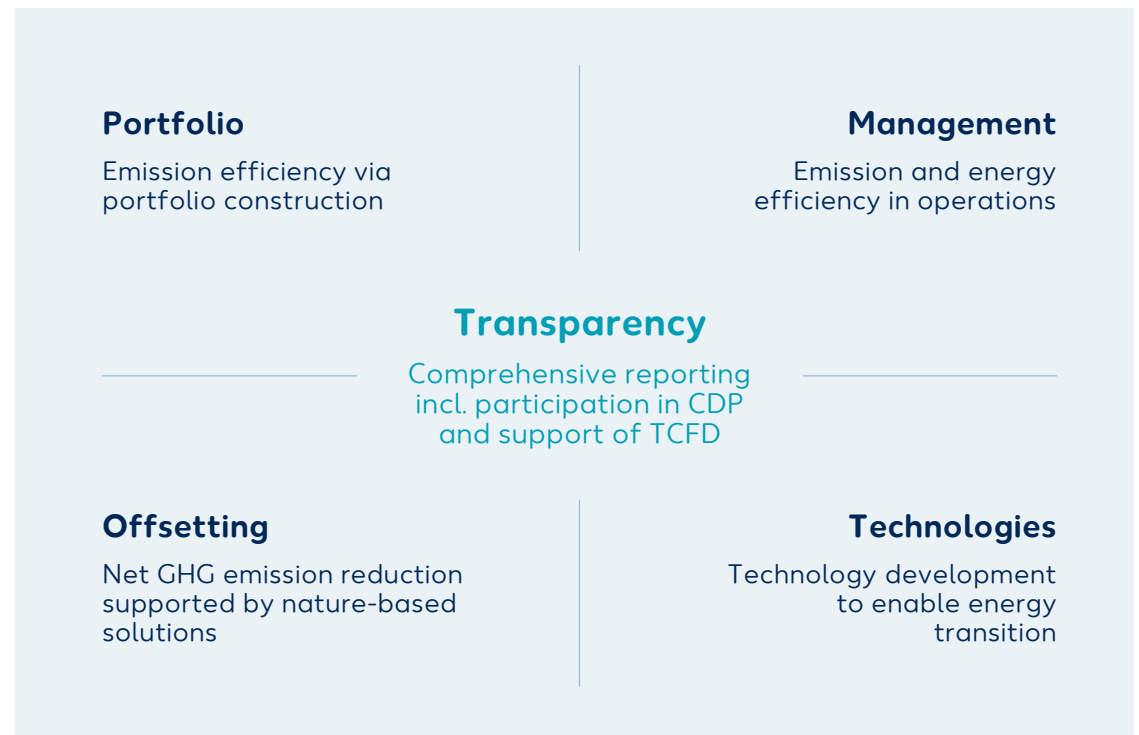 Portfolio
Emission efficiency via
portfolio construction
Management
Emission and energy
efficiency in operations
Transparency
Comprehensive reporting
incl. participation in CDP
and support of TCFD
Offsetting
Net GHG emission reduction
supported by nature-based
solutions
Technologies
Technology development
to enable energy
transition